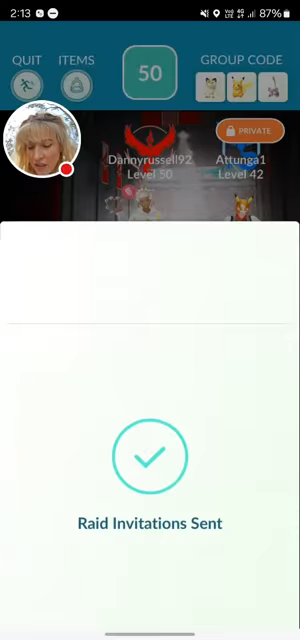 2:13 87%
QUIT ITEMS 50 GROUP CODE
PRIVATE
Dannyrussell92 Attunga1
Level 50 Level 42
Raid Invitations Sent